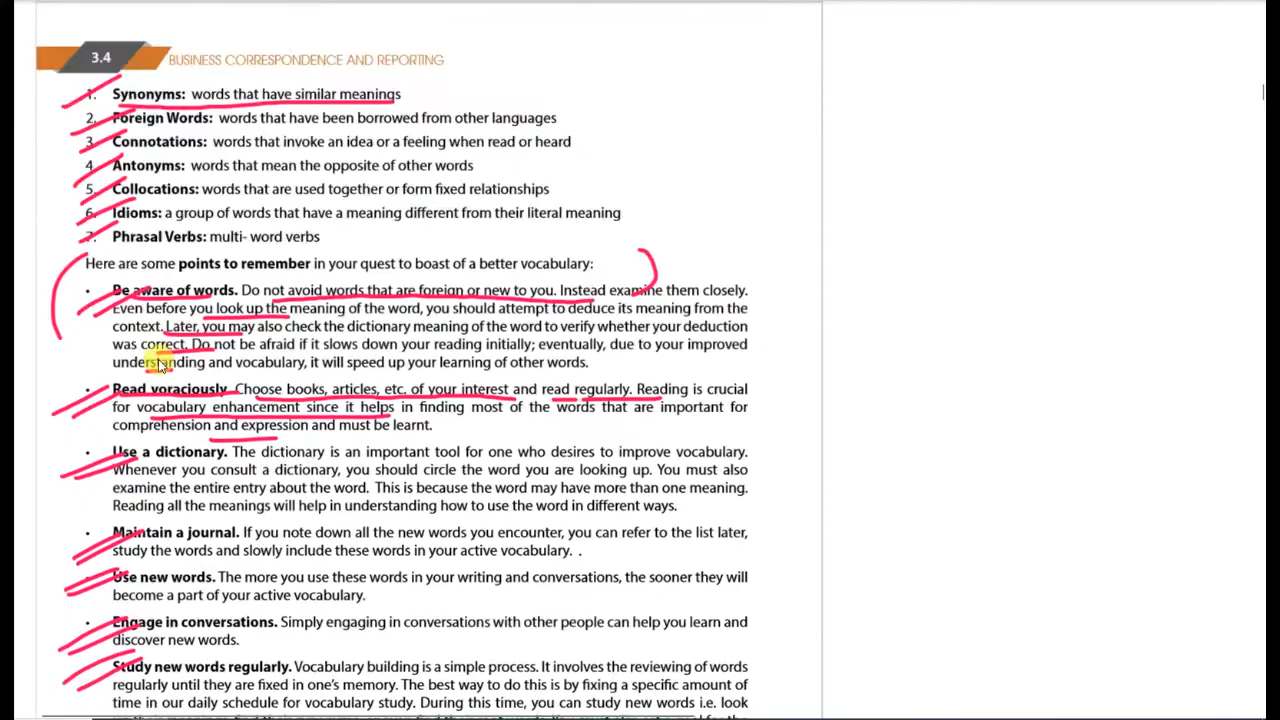 3.4 BUSINESS CORRESPONDENCE AND REPORTING
1. Synonyms: words that have similar meanings
2. Foreign Words: words that have been borrowed from other languages
3. Connotations: words that invoke an idea or a feeling when read or heard
4. Antonyms: words that mean the opposite of other words
5. Collocations: words that are used together or form fixed relationships
6. Idioms: a group of words that have a meaning different from their literal meaning
7. Phrasal Verbs: multi- word verbs
Here are some points to remember in your quest to boast of a better vocabulary:
• Be aware of words. Do not avoid words that are foreign or new to you. Instead examine them closely.
Even before you look up the meaning of the word, you should attempt to deduce its meaning from the
context. Later, you may also check the dictionary meaning of the word to verify whether your deduction
was correct. Do not be afraid if it slows down your reading initially; eventually, due to your improved
understanding and vocabulary, it will speed up your learning of other words.
• Read voraciously. Choose books, articles, etc. of your interest and read regularly. Reading is crucial
for vocabulary enhancement since it helps in finding most of the words that are important for
comprehension and expression and must be learnt.
• Use a dictionary. The dictionary is an important tool for one who desires to improve vocabulary.
Whenever you consult a dictionary, you should circle the word you are looking up. You must also
examine the entire entry about the word. This is because the word may have more than one meaning.
Reading all the meanings will help in understanding how to use the word in different ways.
• Maintain a journal. If you note down all the new words you encounter, you can refer to the list later,
study the words and slowly include these words in your active vocabulary. .
• Use new words. The more you use these words in your writing and conversations, the sooner they will
become a part of your active vocabulary.
• Engage in conversations. Simply engaging in conversations with other people can help you learn and
discover new words.
• Study new words regularly. Vocabulary building is a simple process. It involves the reviewing of words
regularly until they are fixed in one's memory. The best way to do this is by fixing a specific amount of
time in our daily schedule for vocabulary study. During this time, you can study new words i.e. look